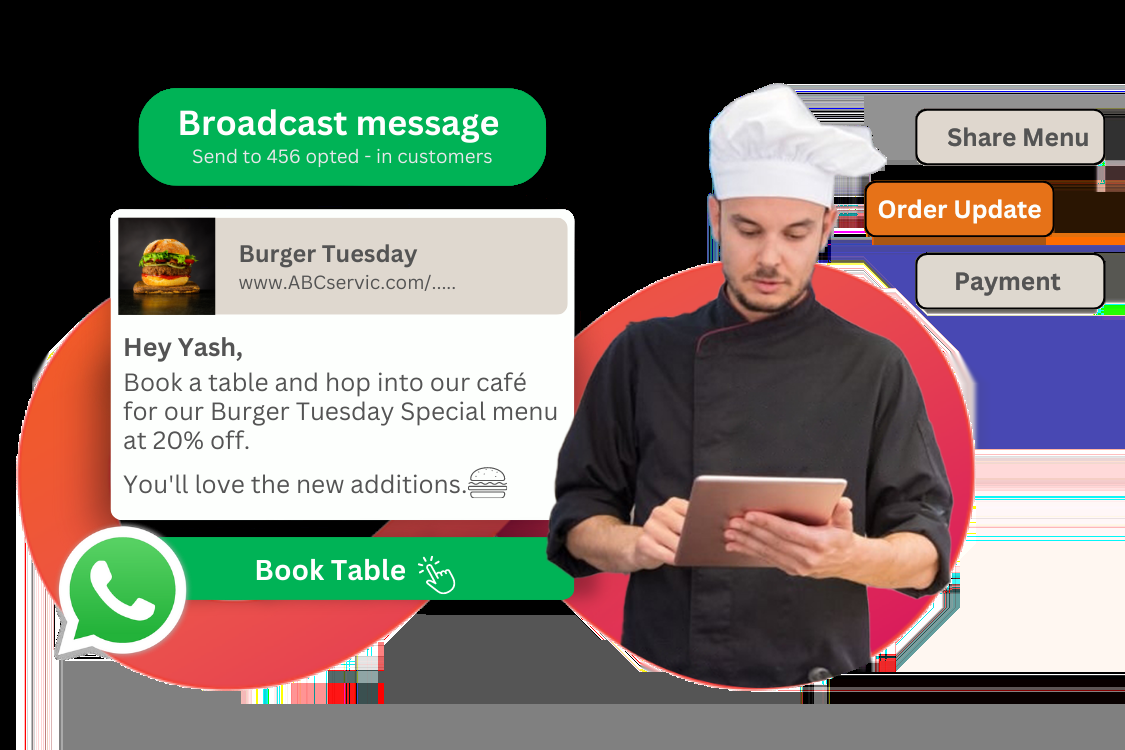 Broadcast message
Send to 456 opted - in customers
Burger Tuesday
www.ABCservic.com/.....
Hey Yash,
Book a table and hop into our café
for our Burger Tuesday Special menu
at 20% off.
You'll love the new additions.
Book Table
Share Menu
Order Update
Payment